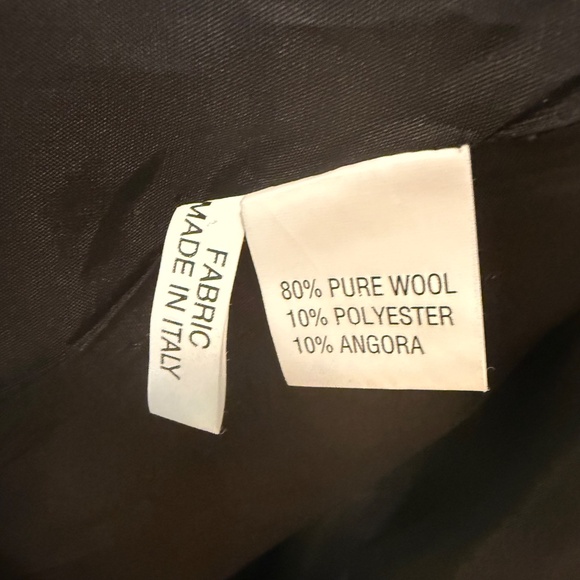 FABRIC
MADE IN ITALY
80% PURE WOOL
10% POLYESTER
10% ANGORA